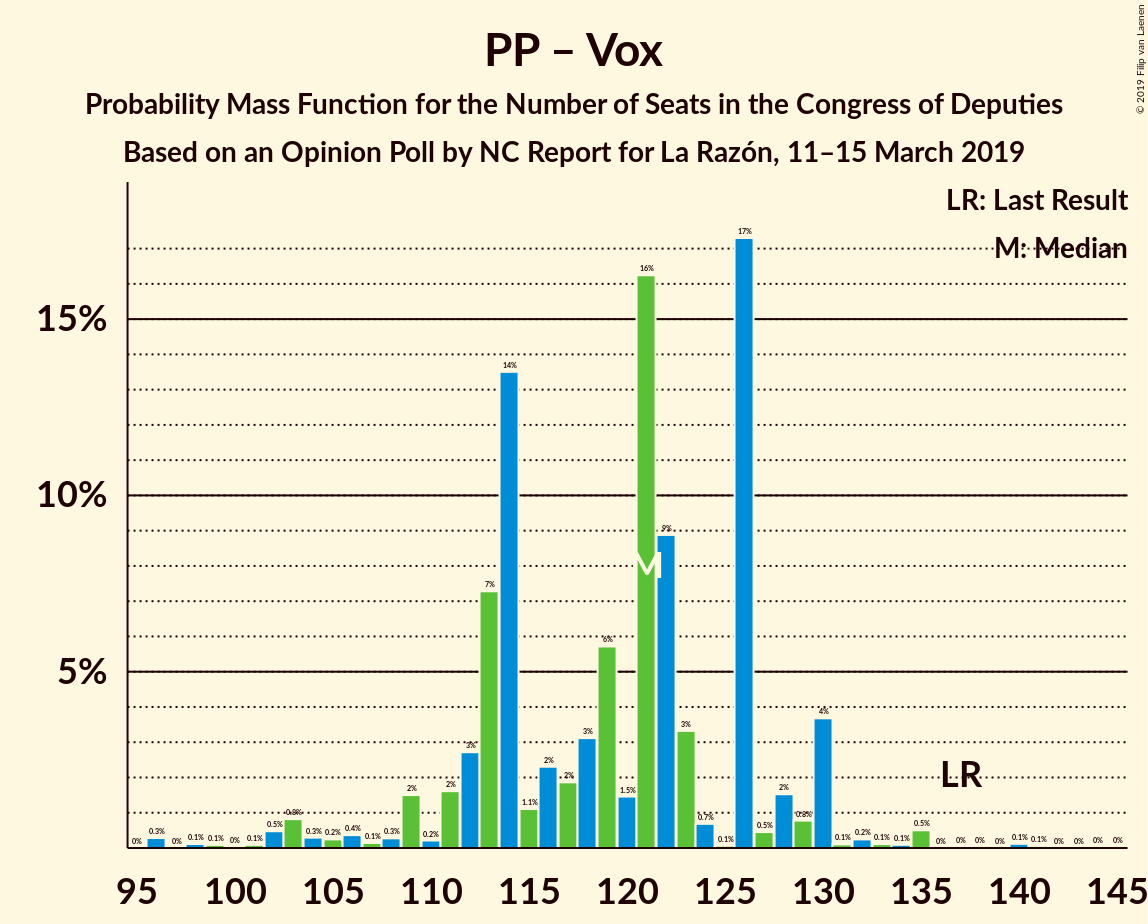 PP – Vox
Probability Mass Function for the Number of Seats in the Congress of Deputies
Based on an Opinion Poll by NC Report for La Razón, 11–15 March 2019
© 2019 Filip van Laenen
LR: Last Result
M: Median
15%
10%
5%
0% 0.3% 0% 0.1% 0.1% 0% 0.1% 0.5% 0.8% 0.3% 0.2% 0.4% 0.1% 0.3% 2% 0.2% 2% 3% 7% 14% 1.1% 2% 2% 3% 6% 1.5% 16% 9% 3% 0.7% 0.1% 17% 0.5% 2% 0.8% 4% 0.1% 0.2% 0.1% 0.1% 0.5% 0% 0% 0% 0% 0.1% 0.1% 0% 0% 0% 0%
M
LR
95 100 105 110 115 120 125 130 135 140 145